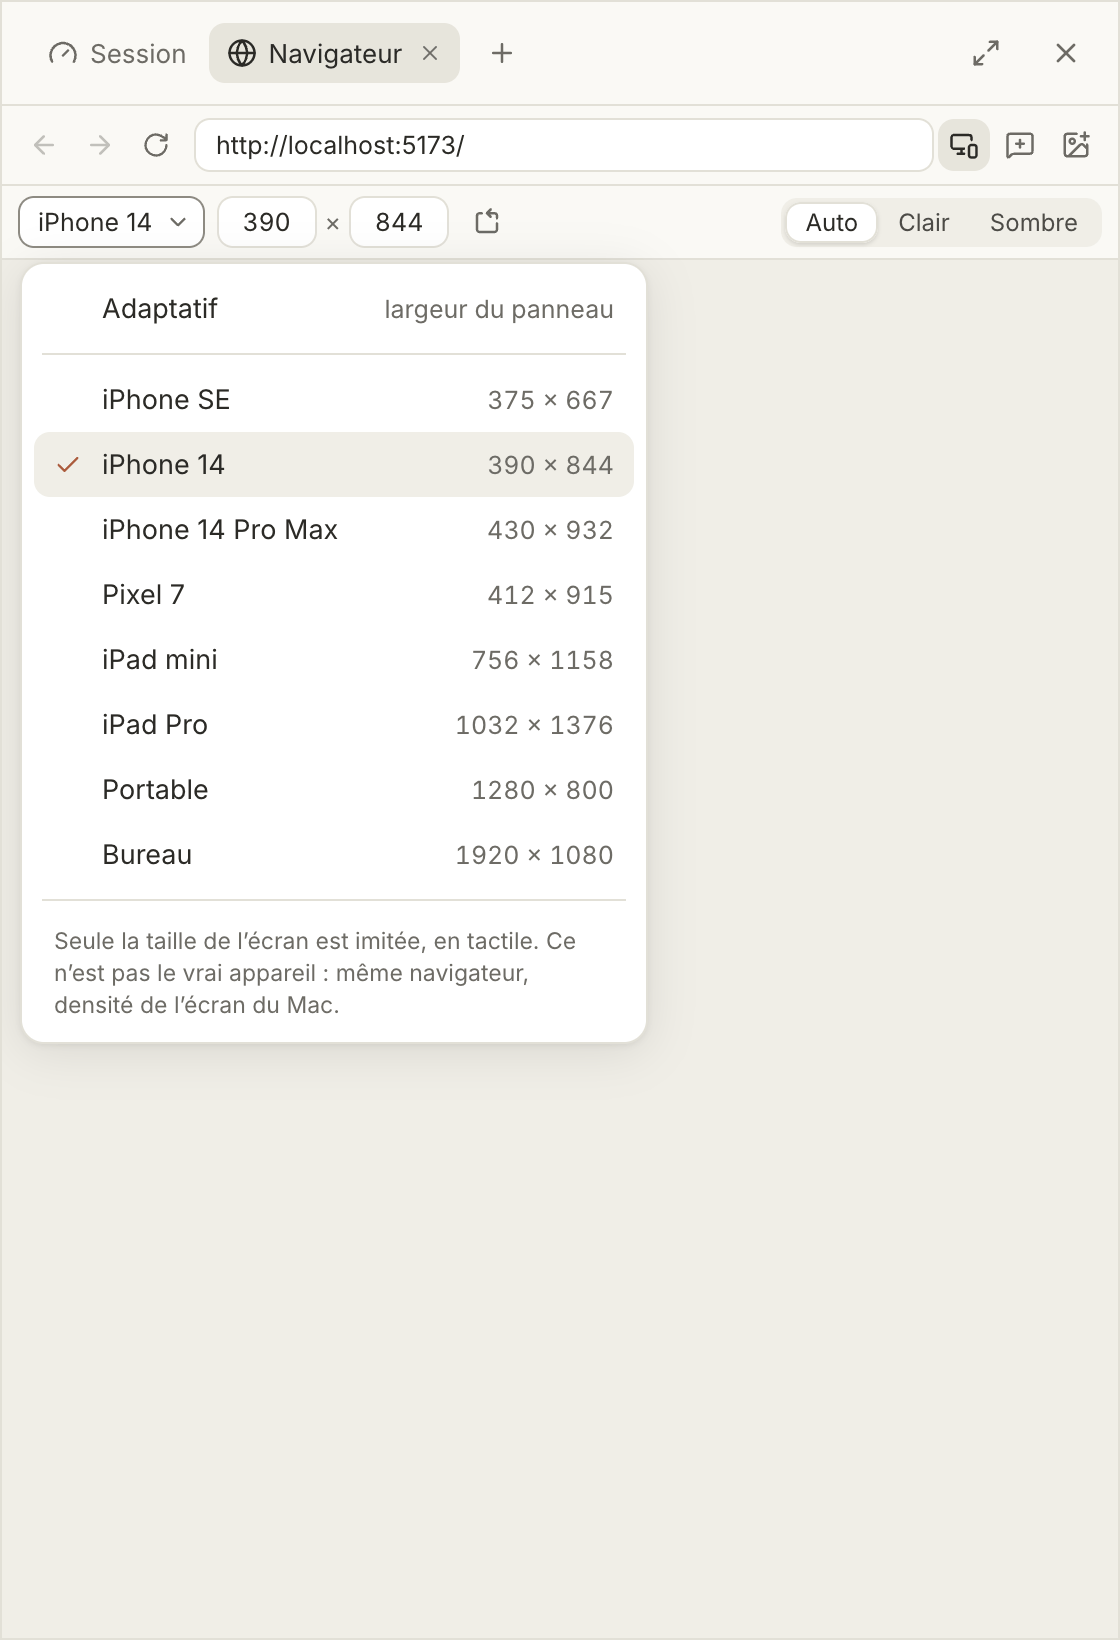 Session
Navigateur
http://localhost:5173/
iPhone 14
390 × 844
Auto Clair Sombre
Adaptatif largeur du panneau
iPhone SE 375 × 667
iPhone 14 390 × 844
iPhone 14 Pro Max 430 × 932
Pixel 7 412 × 915
iPad mini 756 × 1158
iPad Pro 1032 × 1376
Portable 1280 × 800
Bureau 1920 × 1080
Seule la taille de l’écran est imitée, en tactile. Ce
n’est pas le vrai appareil : même navigateur,
densité de l’écran du Mac.